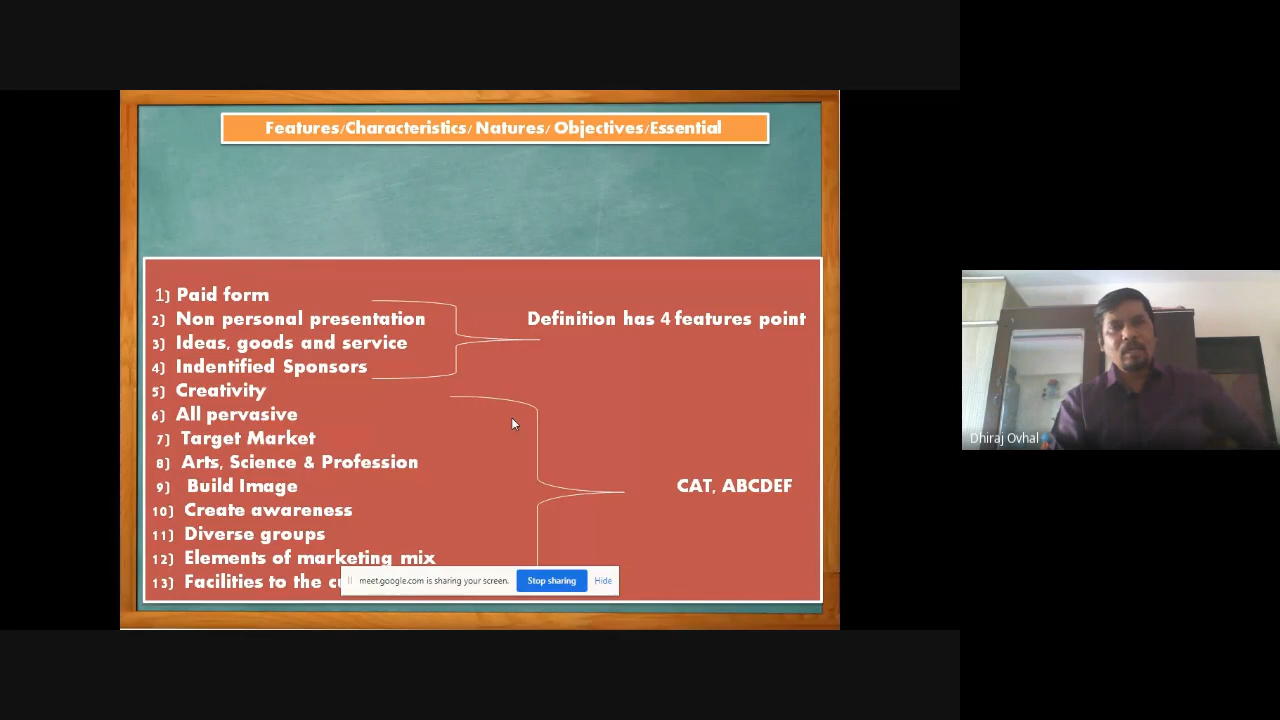 Features/Characteristics/ Natures/ Objectives/Essential
1) Paid form
2) Non personal presentation
3) Ideas, goods and service
4) Indentified Sponsors
Definition has 4 features point
5) Creativity
6) All pervasive
7) Target Market
8) Arts, Science & Profession
9) Build Image
10) Create awareness
11) Diverse groups
12) Elements of marketing mix
13) Facilities to the
CAT, ABCDEF
meet.google.com is sharing your screen. Stop sharing Hide
Dhiraj Ovhal